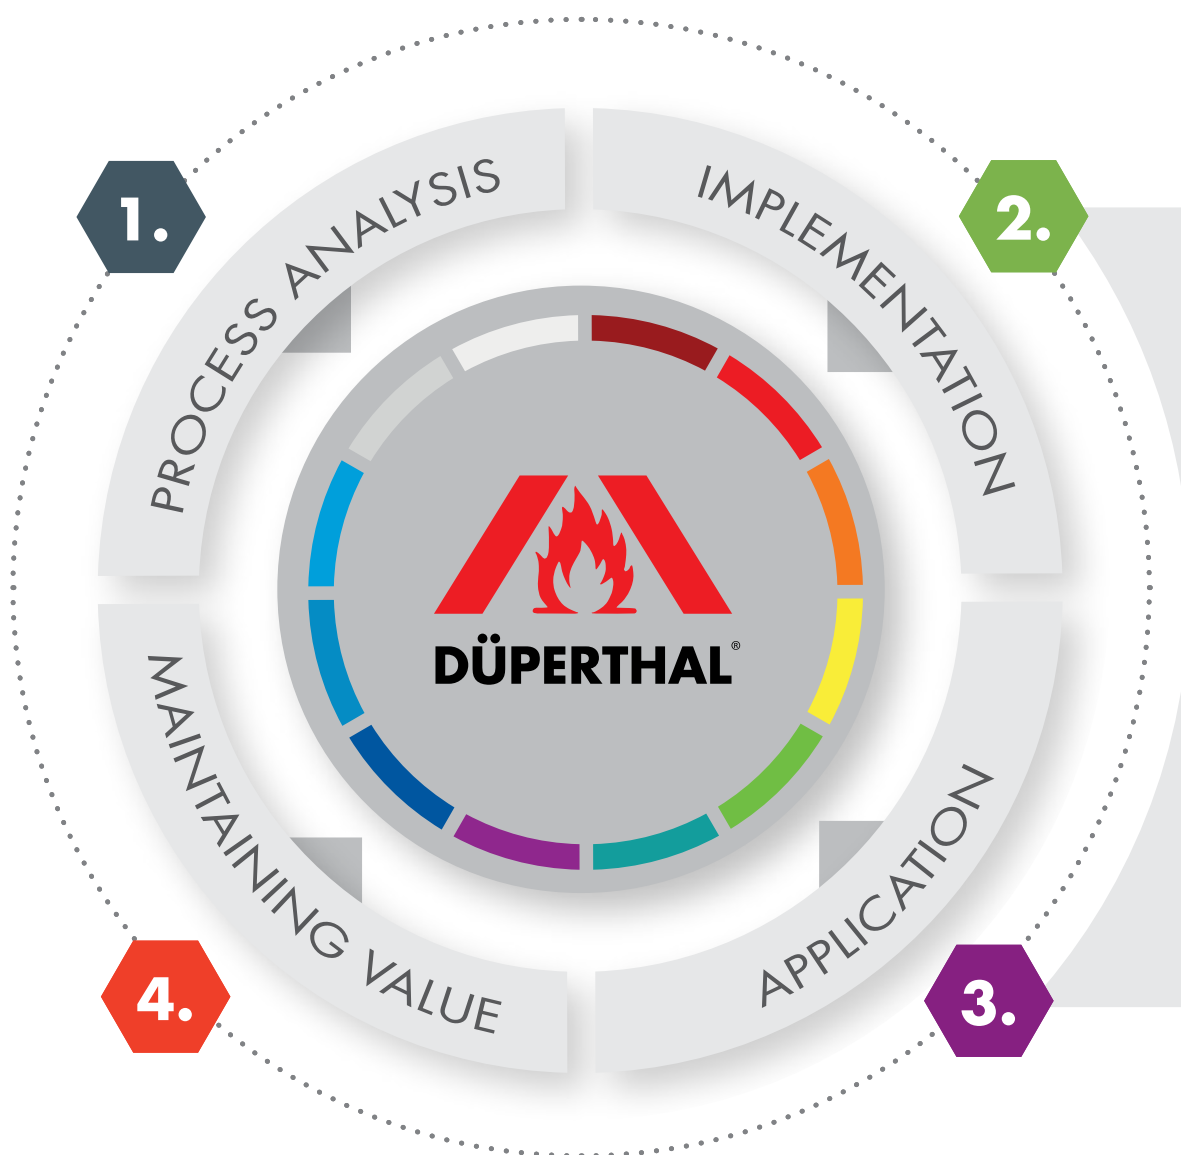 1.
PROCESS ANALYSIS
2.
IMPLEMENTATION
3.
APPLICATION
4.
MAINTAINING VALUE
DÜPERTHAL®